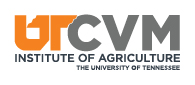 UTCVM
INSTITUTE OF AGRICULTURE
THE UNIVERSITY OF TENNESSEE